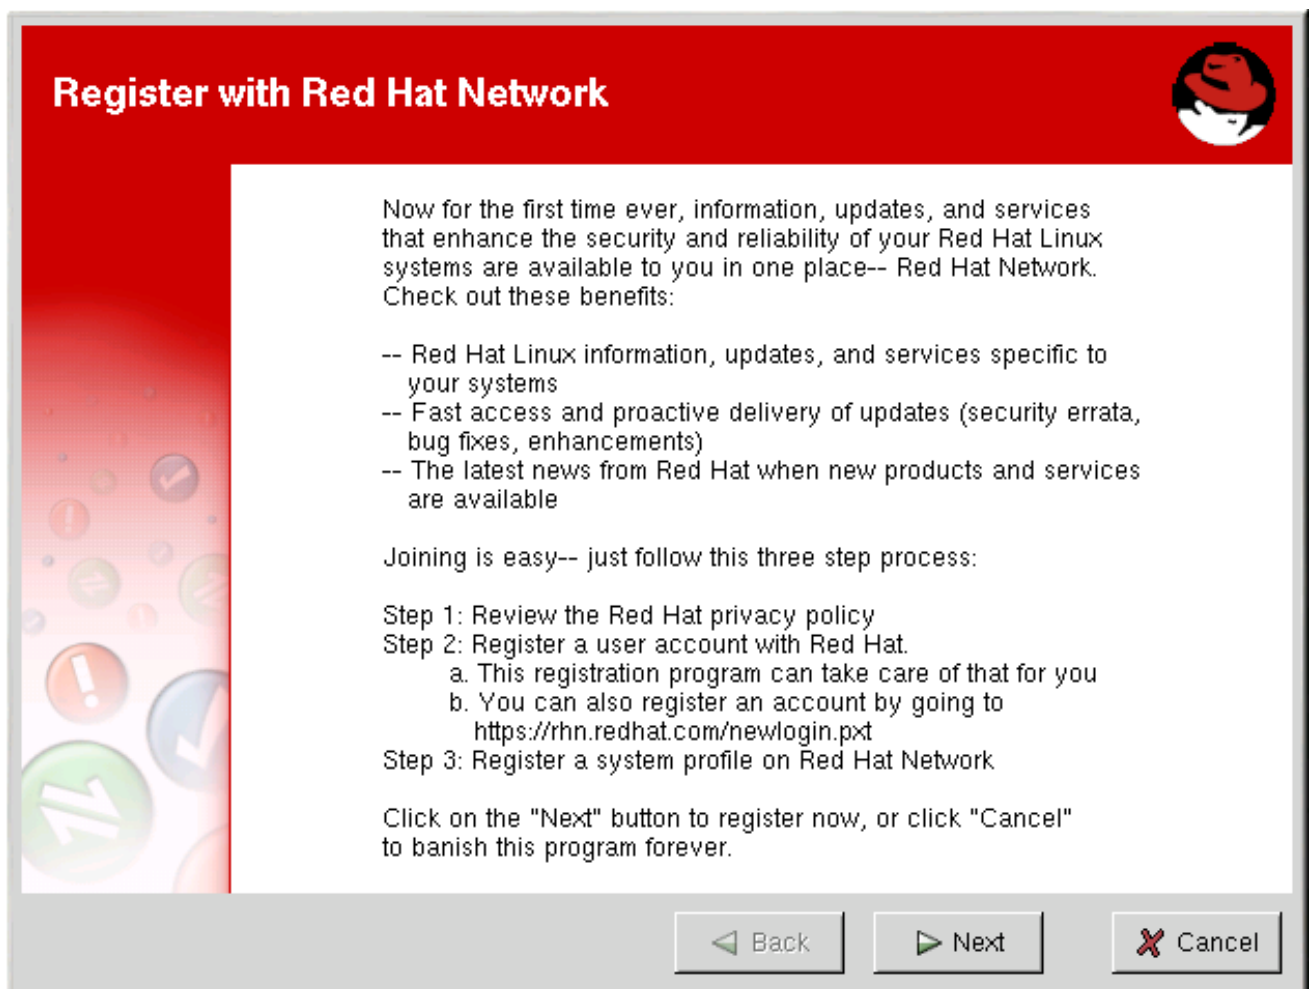 Register with Red Hat Network
Now for the first time ever, information, updates, and services
that enhance the security and reliability of your Red Hat Linux
systems are available to you in one place-- Red Hat Network.
Check out these benefits:
-- Red Hat Linux information, updates, and services specific to
your systems
-- Fast access and proactive delivery of updates (security errata,
bug fixes, enhancements)
-- The latest news from Red Hat when new products and services
are available
Joining is easy-- just follow this three step process:
Step 1: Review the Red Hat privacy policy
Step 2: Register a user account with Red Hat.
a. This registration program can take care of that for you
b. You can also register an account by going to
https://rhn.redhat.com/newlogin.pxt
Step 3: Register a system profile on Red Hat Network
Click on the "Next" button to register now, or click "Cancel"
to banish this program forever.
Back Next Cancel